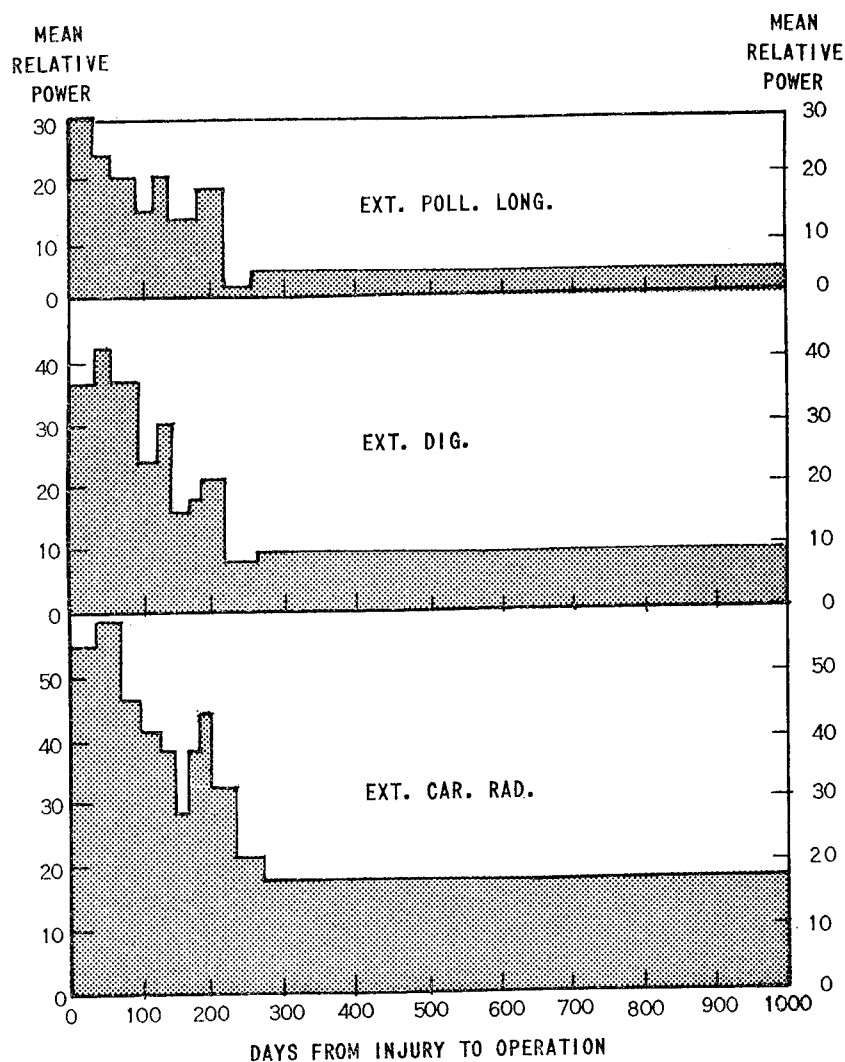 MEAN
RELATIVE
POWER
MEAN
RELATIVE
POWER
30
20
10
0
EXT. POLL. LONG.
30
20
10
0
40
30
20
10
0
EXT. DIG.
40
30
20
10
0
50
40
30
20
10
0
EXT. CAR. RAD.
50
40
30
20
10
0
0 100 200 300 400 500 600 700 800 900 1000
DAYS FROM INJURY TO OPERATION